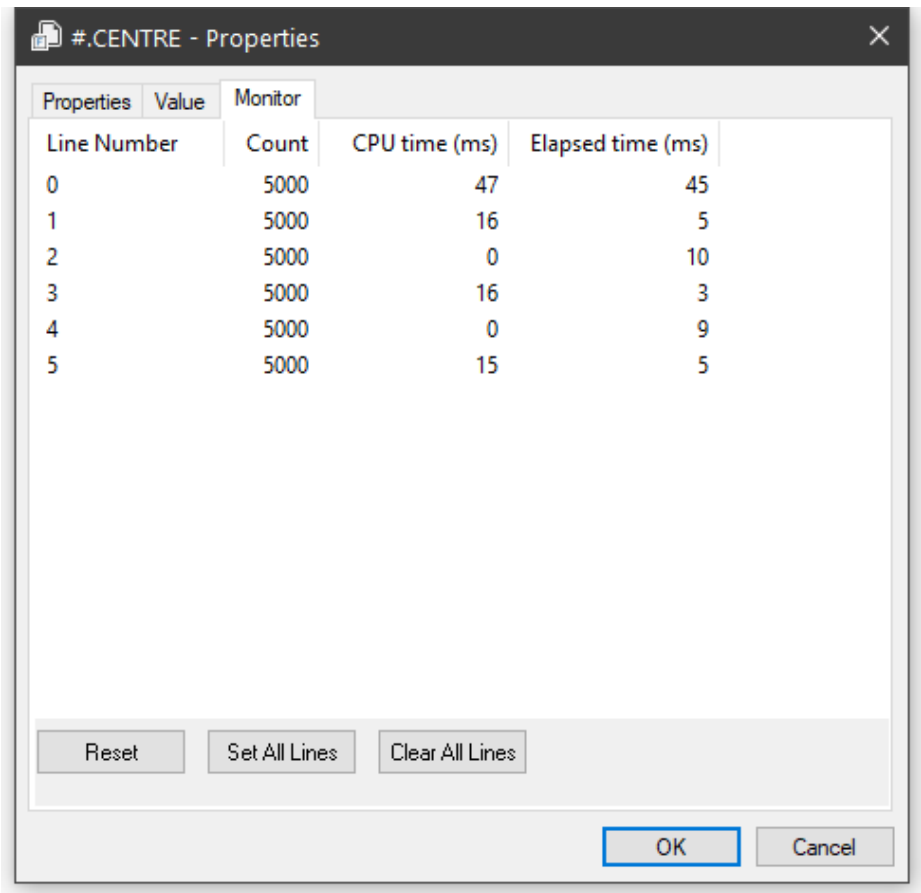 #.CENTRE - Properties
Properties Value Monitor
Line Number Count CPU time (ms) Elapsed time (ms)
0 5000 47 45
1 5000 16 5
2 5000 0 10
3 5000 16 3
4 5000 0 9
5 5000 15 5
Reset Set All Lines Clear All Lines
OK Cancel